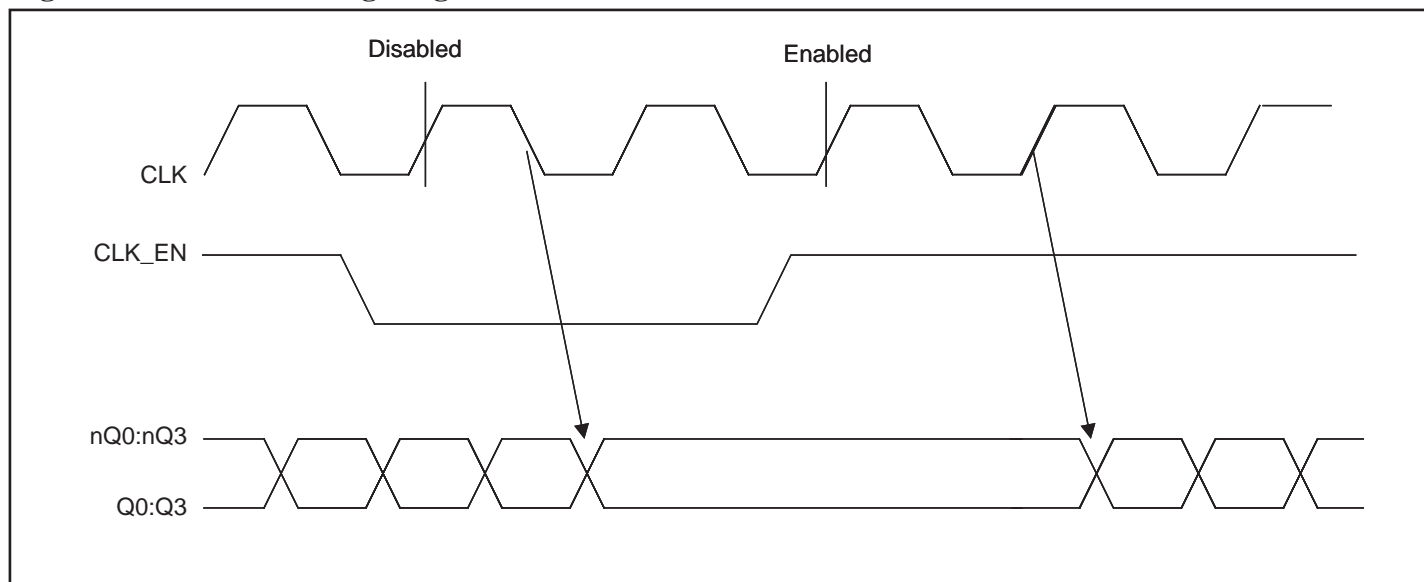 Disabled
Enabled
CLK
CLK_EN
nQ0:nQ3
Q0:Q3